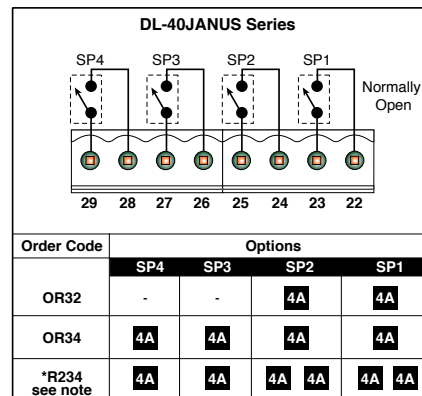 DL-40JANUS Series
SP4 SP3 SP2 SP1
Normally
Open
29 28 27 26 25 24 23 22
Order Code Options
SP4 SP3 SP2 SP1
OR32 - - 4A 4A
OR34 4A 4A 4A 4A
*R234
see note 4A 4A 4A 4A 4A 4A